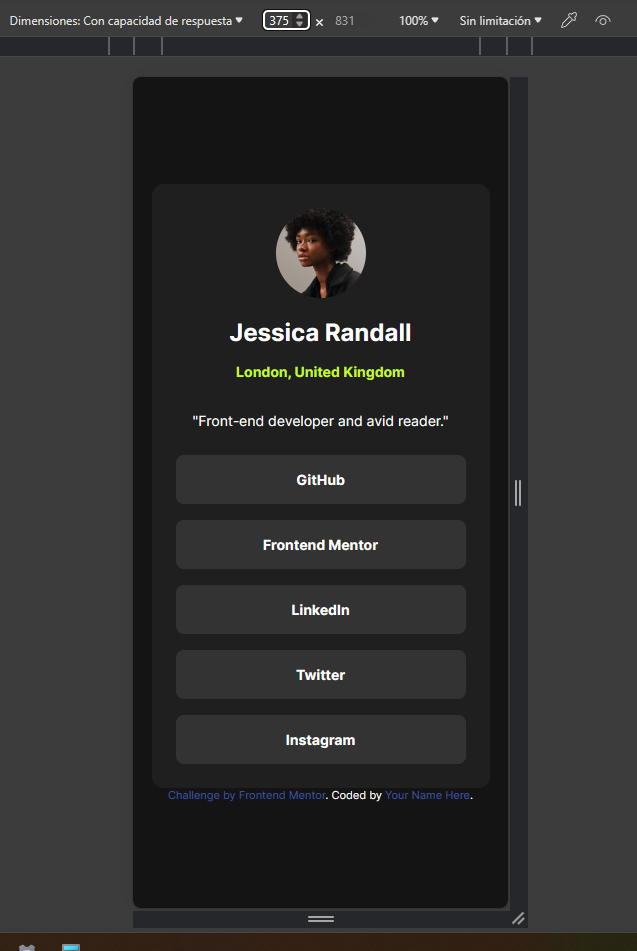 Dimensiones: Con capacidad de respuesta ▼ 375 × 831 100% ▼ Sin limitación ▼
Jessica Randall
London, United Kingdom
"Front-end developer and avid reader."
GitHub
Frontend Mentor
LinkedIn
Twitter
Instagram
Challenge by Frontend Mentor. Coded by Your Name Here.